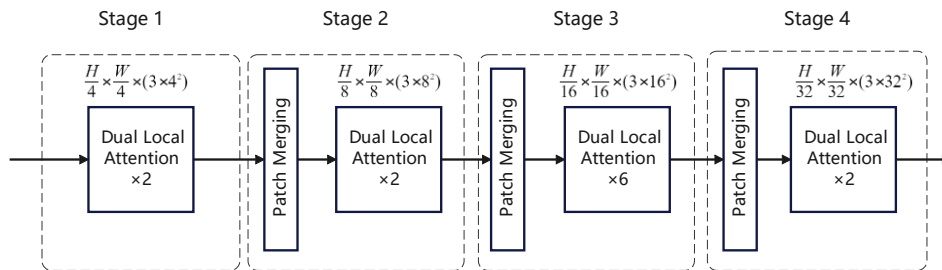 Stage 1
Stage 2
Stage 3
Stage 4
H/4 × W/4 ×(3×4²)
Dual Local
Attention
×2
Patch Merging
H/8 × W/8 ×(3×8²)
Dual Local
Attention
×2
Patch Merging
H/16 × W/16 ×(3×16²)
Dual Local
Attention
×6
Patch Merging
H/32 × W/32 ×(3×32²)
Dual Local
Attention
×2